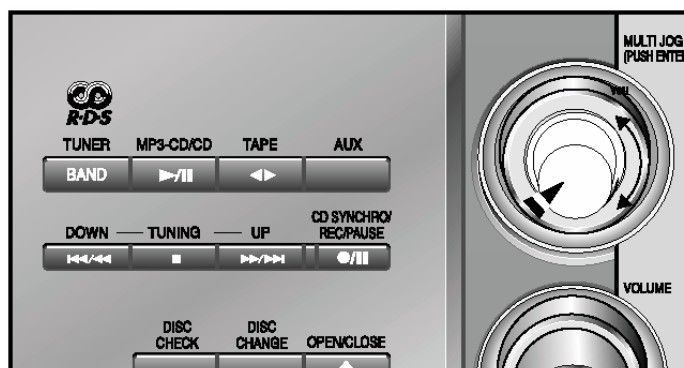 MULTI JOG
(PUSH ENTER
R·D·S
TUNER MP3-CD/CD TAPE AUX
BAND
DOWN TUNING UP CD SYNCHRO/
REC/PAUSE
VOLUME
DISC CHECK DISC CHANGE OPEN/CLOSE